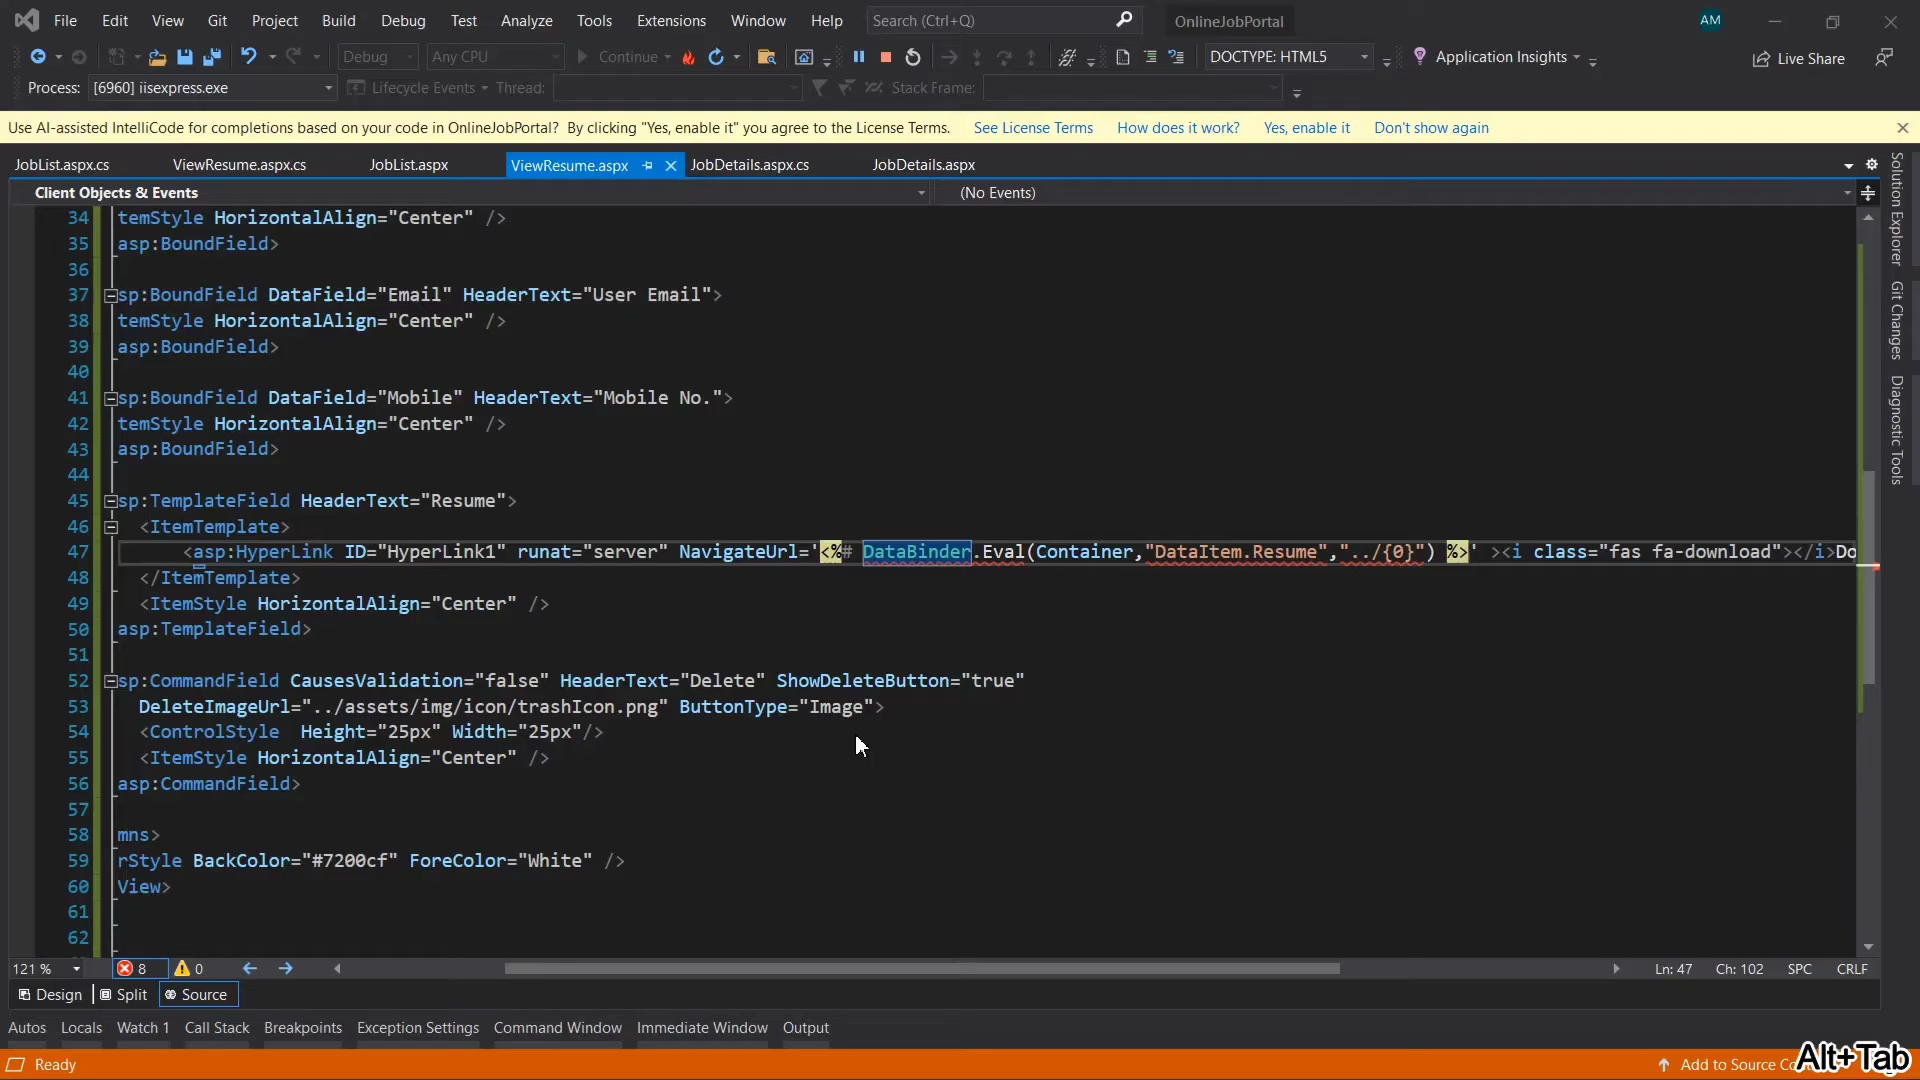 File Edit View Git Project Build Debug Test Analyze Tools Extensions Window Help Search (Ctrl+Q) OnlineJobPortal AM
Debug Any CPU Continue DOCTYPE: HTML5 Application Insights Live Share
Process: [6960] iisexpress.exe Lifecycle Events Thread: Stack Frame:
Use AI-assisted IntelliCode for completions based on your code in OnlineJobPortal? By clicking "Yes, enable it" you agree to the License Terms. See License Terms How does it work? Yes, enable it Don't show again
JobList.aspx.cs ViewResume.aspx.cs JobList.aspx ViewResume.aspx JobDetails.aspx.cs JobDetails.aspx
Client Objects & Events (No Events)
34 temStyle HorizontalAlign="Center" />
35 asp:BoundField>
36
37 sp:BoundField DataField="Email" HeaderText="User Email">
38 temStyle HorizontalAlign="Center" />
39 asp:BoundField>
40
41 sp:BoundField DataField="Mobile" HeaderText="Mobile No.">
42 temStyle HorizontalAlign="Center" />
43 asp:BoundField>
44
45 sp:TemplateField HeaderText="Resume">
46 <ItemTemplate>
47 <asp:HyperLink ID="HyperLink1" runat="server" NavigateUrl='<%# DataBinder.Eval(Container,"DataItem.Resume","../{0}") %>' ><i class="fas fa-download"></i>Do
48 </ItemTemplate>
49 <ItemStyle HorizontalAlign="Center" />
50 asp:TemplateField>
51
52 sp:CommandField CausesValidation="false" HeaderText="Delete" ShowDeleteButton="true"
53 DeleteImageUrl="../assets/img/icon/trashIcon.png" ButtonType="Image">
54 <ControlStyle Height="25px" Width="25px"/>
55 <ItemStyle HorizontalAlign="Center" />
56 asp:CommandField>
57
58 mns>
59 rStyle BackColor="#7200cf" ForeColor="White" />
60 View>
61
62
Solution Explorer
Git Changes
Diagnostic Tools
121 % 8 0 Ln: 47 Ch: 102 SPC CRLF
Design Split Source
Autos Locals Watch 1 Call Stack Breakpoints Exception Settings Command Window Immediate Window Output
Ready Add to Source Co
Alt+Tab